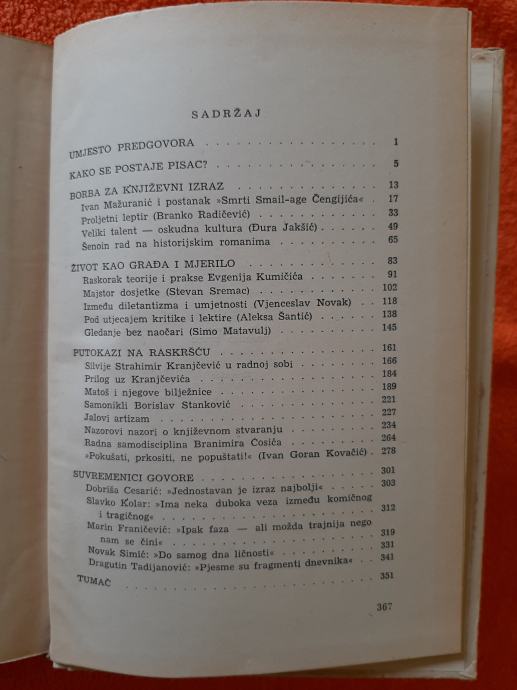 SADRŽAJ
UMJESTO PREDGOVORA . . . . . . . . . . . . . . . . 1
KAKO SE POSTAJE PISAC? . . . . . . . . . . . . . . . 5
BORBA ZA KNJIŽEVNI IZRAZ . . . . . . . . . . . . 13
Ivan Mažuranić i postanak »Smrti Smail-age Čengijića« . 17
Proljetni leptir (Branko Radičević) . . . . . . . . . . 33
Veliki talent — oskudna kultura (Đura Jakšić) . . . . . 49
Šenoin rad na historijskim romanima . . . . . . . . . 65
ŽIVOT KAO GRAĐA I MJERILO . . . . . . . . . . . . 83
Raskorak teorije i prakse Evgenija Kumičića . . . . . . 91
Majstor dosjetke (Stevan Sremac) . . . . . . . . . . 102
Između diletantizma i umjetnosti (Vjenceslav Novak) . . 118
Pod utjecajem kritike i lektire (Aleksa Šantić) . . . . . 138
Gledanje bez naočari (Simo Matavulj) . . . . . . . . 145
PUTOKAZI NA RASKRŠĆU . . . . . . . . . . . . . . 161
Silvije Strahimir Kranjčević u radnoj sobi . . . . . . . 166
Prilog uz Kranjčevića . . . . . . . . . . . . . . . 184
Matoš i njegove bilježnice . . . . . . . . . . . . . 189
Samonikli Borislav Stanković . . . . . . . . . . . . 221
Jalovi artizam . . . . . . . . . . . . . . . . . . 227
Nazorovi nazori o književnom stvaranju . . . . . . . . 234
Radna samodisciplina Branimira Ćosića . . . . . . . . 264
»Pokušati, prkositi, ne popuštati!« (Ivan Goran Kovačić) . 278
SUVREMENICI GOVORE . . . . . . . . . . . . . . . 301
Dobriša Cesarić: »Jednostavan je izraz najbolji« . . . . 303
Slavko Kolar: »Ima neka duboka veza između komičnog
i tragičnog« . . . . . . . . . . . . . . . . . . 312
Marin Franičević: »Ipak faza — ali možda trajnija nego
nam se čini« . . . . . . . . . . . . . . . . . . 319
Novak Simić: »Do samog dna ličnosti« . . . . . . . . 331
Dragutin Tadijanović: »Pjesme su fragmenti dnevnika« . . 341
TUMAČ . . . . . . . . . . . . . . . . . . . . . . 351
367